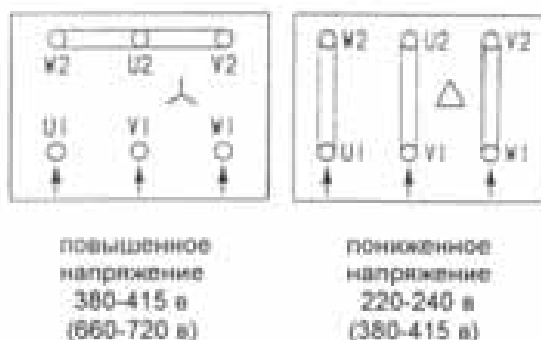 W2 U2 V2
U1 V1 W1
повышенное
напряжение
380-415 в
(660-720 в)
W2 U2 V2
U1 V1 W1
пониженное
напряжение
220-240 в
(380-415 в)